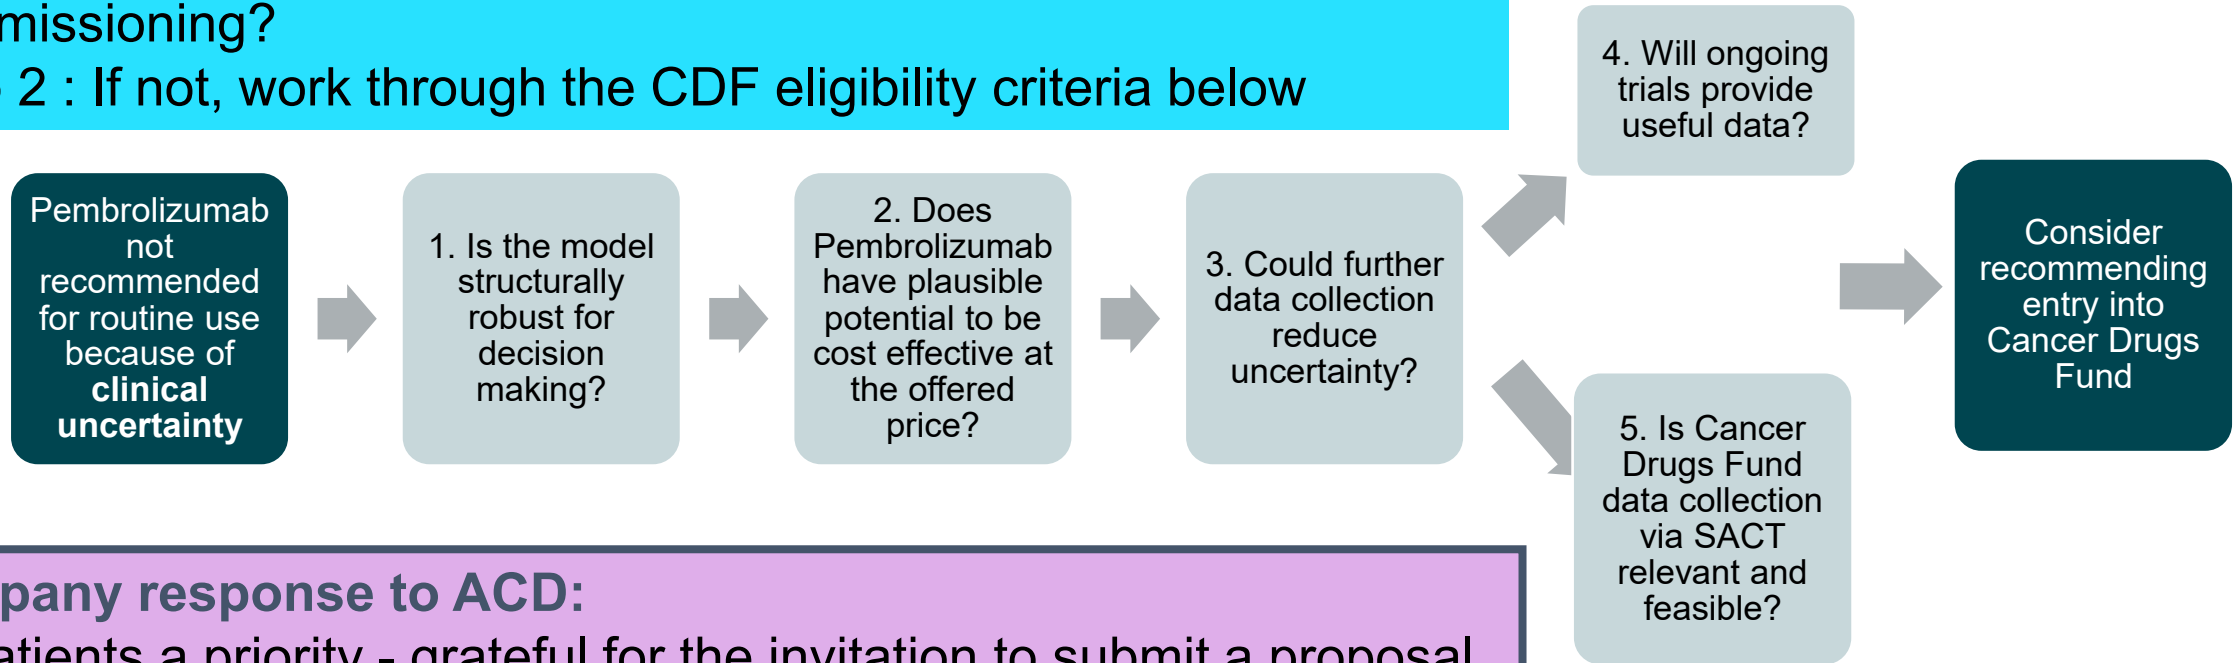 missioning?
2 : If not, work through the CDF eligibility criteria below
Pembrolizumab
not
recommended
for routine use
because of
clinical
uncertainty
1. Is the model
structurally
robust for
decision
making?
2. Does
Pembrolizumab
have plausible
potential to be
cost effective at
the offered
price?
3. Could further
data collection
reduce
uncertainty?
4. Will ongoing
trials provide
useful data?
5. Is Cancer
Drugs Fund
data collection
via SACT
relevant and
feasible?
Consider
recommending
entry into
Cancer Drugs
Fund
pany response to ACD:
atients a priority - grateful for the invitation to submit a proposal